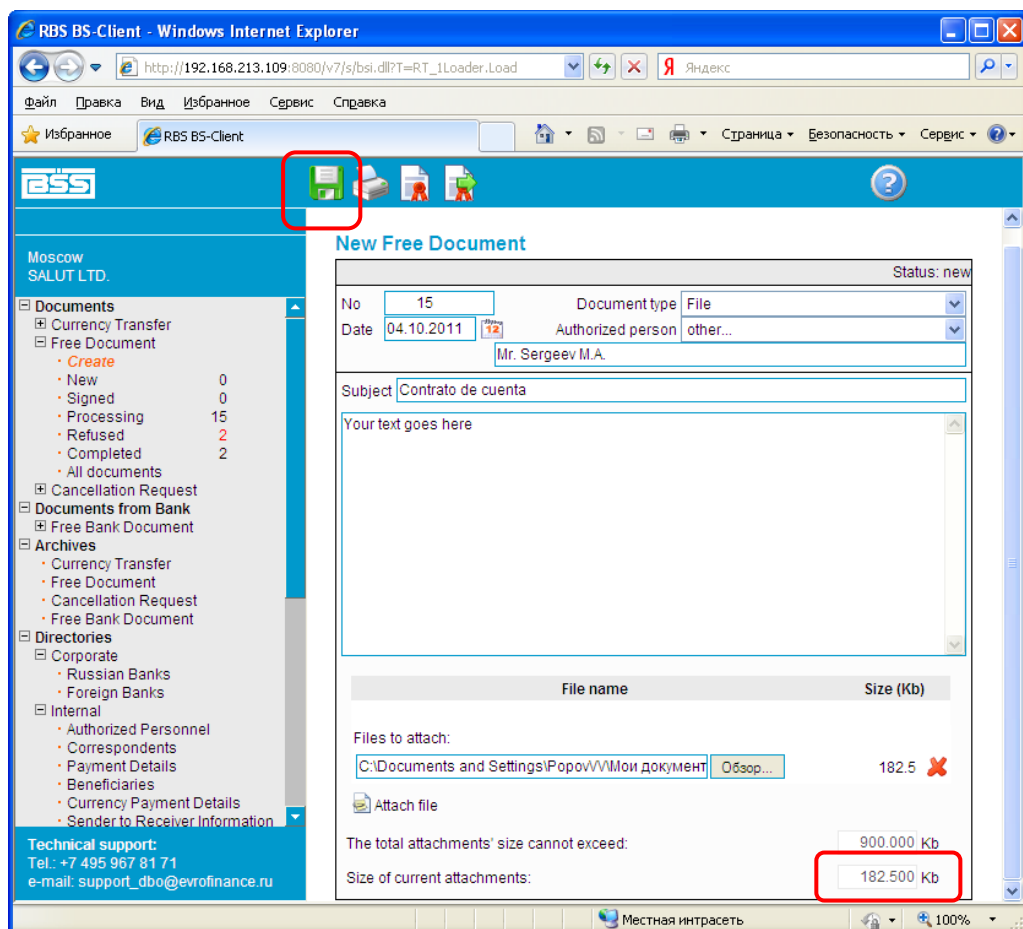 RBS BS-Client - Windows Internet Explorer
http://192.168.213.109:8080/v7/s/bsi.dll?T=RT_1Loader.Load
Яндекс
Файл Правка Вид Избранное Сервис Справка
Избранное
RBS BS-Client
Страница
Безопасность
Сервис
BSS
Moscow
SALUT LTD.
Documents
Currency Transfer
Free Document
Create
New 0
Signed 0
Processing 15
Refused 2
Completed 2
All documents
Cancellation Request
Documents from Bank
Free Bank Document
Archives
Currency Transfer
Free Document
Cancellation Request
Free Bank Document
Directories
Corporate
Russian Banks
Foreign Banks
Internal
Authorized Personnel
Correspondents
Payment Details
Beneficiaries
Currency Payment Details
Sender to Receiver Information
Technical support:
Tel.: +7 495 967 81 71
e-mail: support_dbo@evrofinance.ru
New Free Document
Status: new
No 15 Document type File
Date 04.10.2011 12 Authorized person other...
Mr. Sergeev M.A.
Subject Contrato de cuenta
Your text goes here
File name Size (Kb)
Files to attach:
C:\Documents and Settings\PopovVV\Мои документ Обзор... 182.5
Attach file
The total attachments' size cannot exceed: 900.000 Kb
Size of current attachments: 182.500 Kb
Местная интрасеть 100%